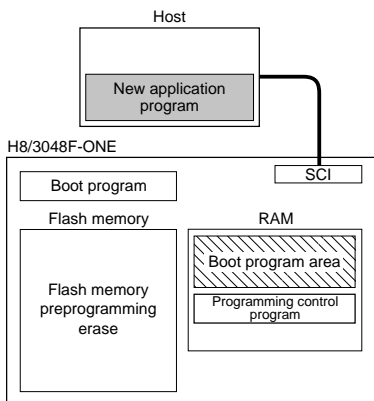 Host
New application
program
H8/3048F-ONE
SCI
Boot program
Flash memory
RAM
Flash memory
preprogramming
erase
Boot program area
Programming control
program